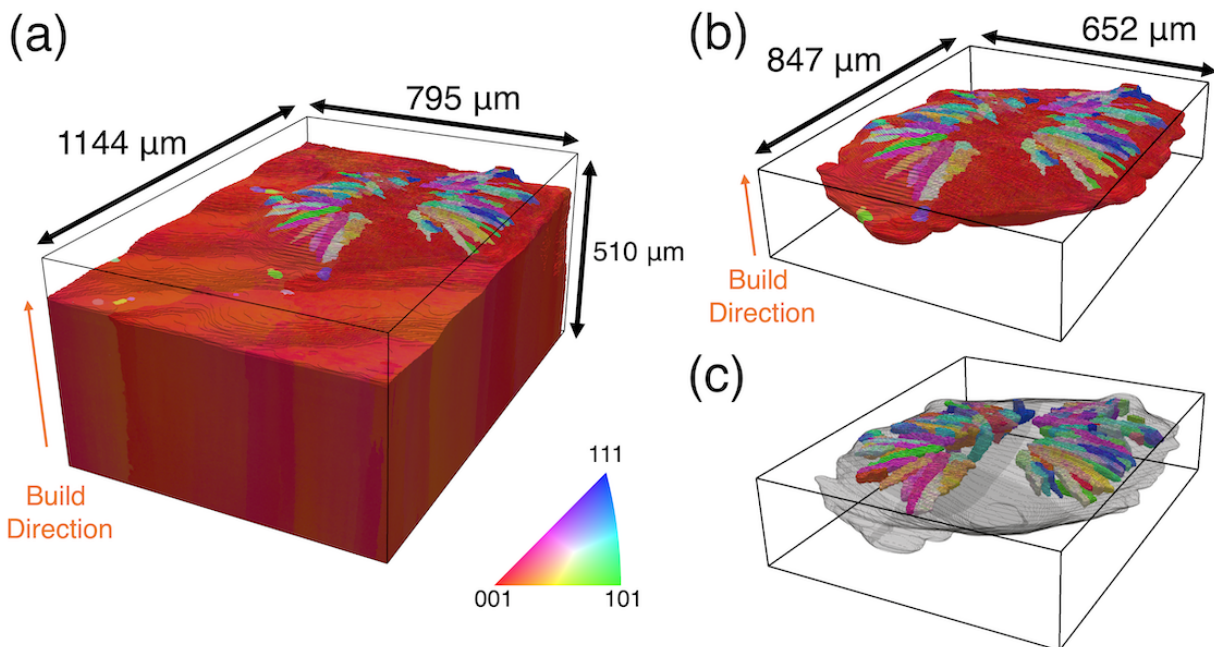 (a)
1144 µm
795 µm
510 µm
Build
Direction
111
001
101
(b)
847 µm
652 µm
Build
Direction
(c)